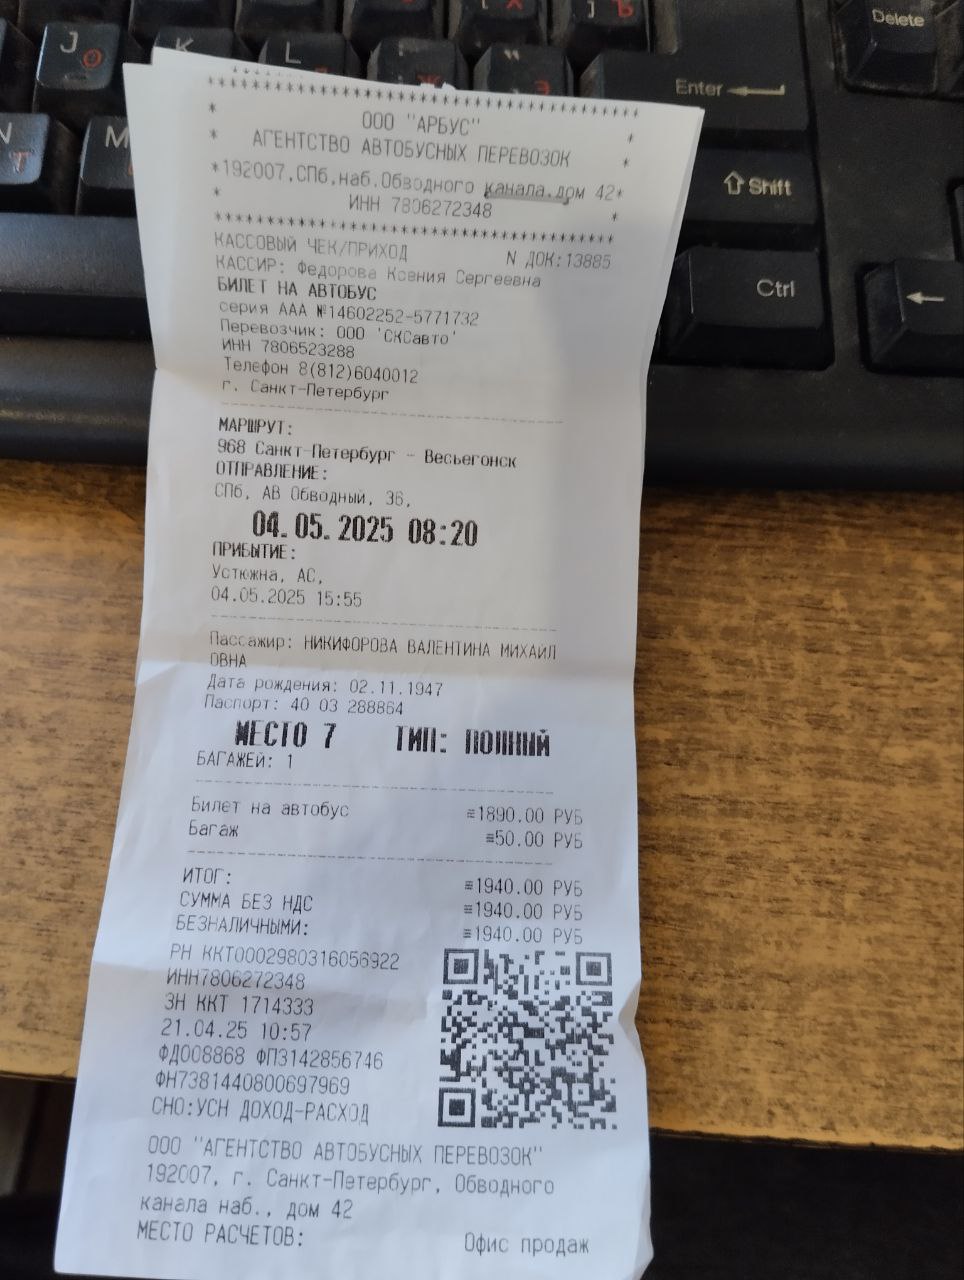 J О
K
L
Ж
Э
Ъ
Delete
Enter
N Т
M
Shift
Ctrl
ООО "АРБУС"
АГЕНТСТВО АВТОБУСНЫХ ПЕРЕВОЗОК
*192007,СПб,наб.Обводного канала,дом 42*
ИНН 7806272348
КАССОВЫЙ ЧЕК/ПРИХОД N ДОК:13885
КАССИР: Федорова Ксения Сергеевна
БИЛЕТ НА АВТОБУС
серия ААА №14602252-5771732
Перевозчик: ООО 'СКСавто'
ИНН 7806523288
Телефон 8(812)6040012
г. Санкт-Петербург
МАРШРУТ:
968 Санкт-Петербург - Весьегонск
ОТПРАВЛЕНИЕ:
СПб, АВ Обводный, 36,
04.05.2025 08:20
ПРИБЫТИЕ:
Устюжна, АС,
04.05.2025 15:55
Пассажир: НИКИФОРОВА ВАЛЕНТИНА МИХАЙЛ
ОВНА
Дата рождения: 02.11.1947
Паспорт: 40 03 288864
МЕСТО 7 ТИП: ПОЛНЫЙ
БАГАЖЕЙ: 1
Билет на автобус ≡1890.00 РУБ
Багаж ≡50.00 РУБ
ИТОГ: ≡1940.00 РУБ
СУММА БЕЗ НДС ≡1940.00 РУБ
БЕЗНАЛИЧНЫМИ: ≡1940.00 РУБ
РН ККТ0002980316056922
ИНН7806272348
ЗН ККТ 1714333
21.04.25 10:57
ФД008868 ФП3142856746
ФН7381440800697969
СНО:УСН ДОХОД-РАСХОД
ООО "АГЕНТСТВО АВТОБУСНЫХ ПЕРЕВОЗОК"
192007, г. Санкт-Петербург, Обводного
канала наб., дом 42
МЕСТО РАСЧЕТОВ: Офис продаж